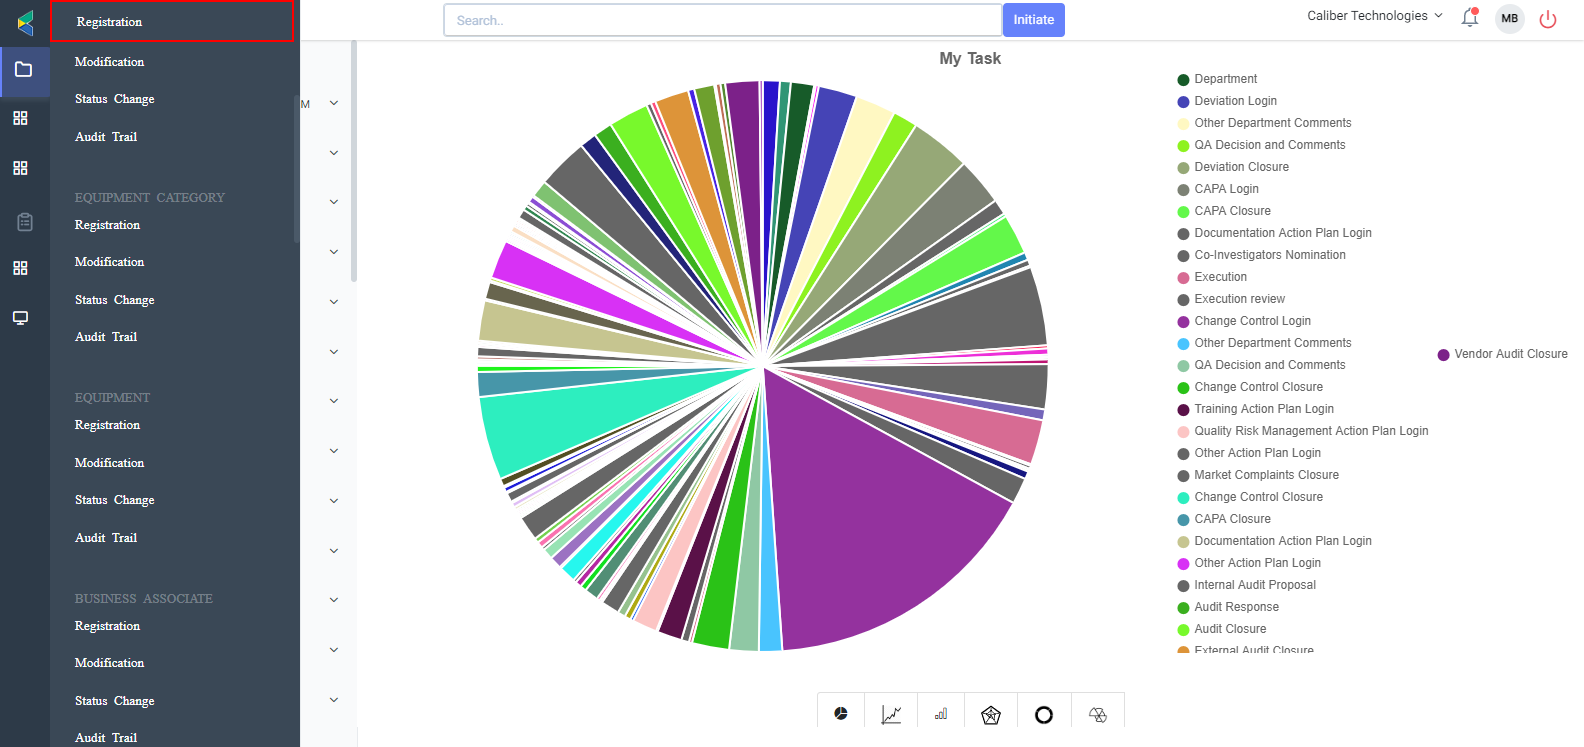 Registration
Modification
Status Change
Audit Trail
EQUIPMENT CATEGORY
Registration
Modification
Status Change
Audit Trail
EQUIPMENT
Registration
Modification
Status Change
Audit Trail
BUSINESS ASSOCIATE
Registration
Modification
Status Change
Audit Trail
M
Search..
Initiate
Caliber Technologies
MB
My Task
Department
Deviation Login
Other Department Comments
QA Decision and Comments
Deviation Closure
CAPA Login
CAPA Closure
Documentation Action Plan Login
Co-Investigators Nomination
Execution
Execution review
Change Control Login
Other Department Comments
QA Decision and Comments
Change Control Closure
Training Action Plan Login
Quality Risk Management Action Plan Login
Other Action Plan Login
Market Complaints Closure
Change Control Closure
CAPA Closure
Documentation Action Plan Login
Other Action Plan Login
Internal Audit Proposal
Audit Response
Audit Closure
External Audit Closure
Vendor Audit Closure